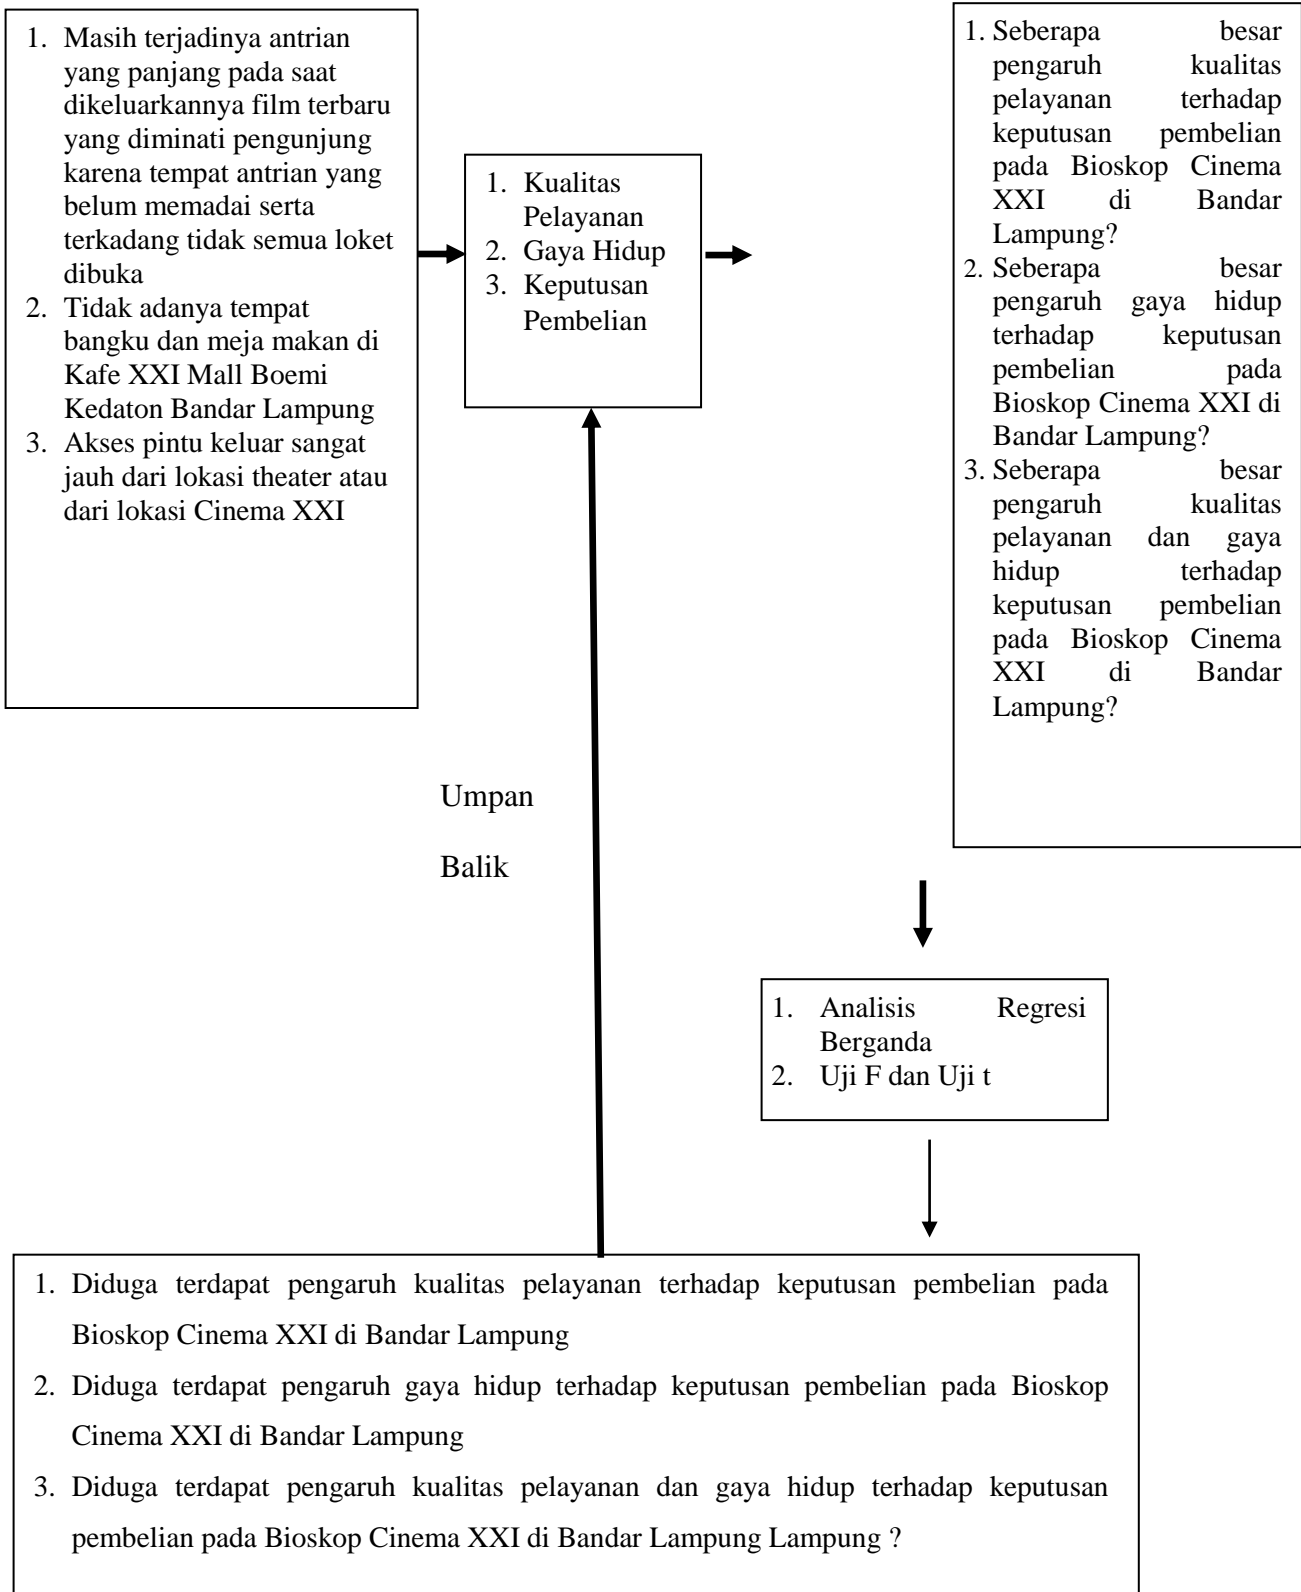 1. Masih terjadinya antrian
yang panjang pada saat
dikeluarkannya film terbaru
yang diminati pengunjung
karena tempat antrian yang
belum memadai serta
terkadang tidak semua loket
dibuka
2. Tidak adanya tempat
bangku dan meja makan di
Kafe XXI Mall Boemi
Kedaton Bandar Lampung
3. Akses pintu keluar sangat
jauh dari lokasi theater atau
dari lokasi Cinema XXI
1. Kualitas
Pelayanan
2. Gaya Hidup
3. Keputusan
Pembelian
1. Seberapa besar
pengaruh kualitas
pelayanan terhadap
keputusan pembelian
pada Bioskop Cinema
XXI di Bandar
Lampung?
2. Seberapa besar
pengaruh gaya hidup
terhadap keputusan
pembelian pada
Bioskop Cinema XXI di
Bandar Lampung?
3. Seberapa besar
pengaruh kualitas
pelayanan dan gaya
hidup terhadap
keputusan pembelian
pada Bioskop Cinema
XXI di Bandar
Lampung?
Umpan
Balik
1. Analisis Regresi
Berganda
2. Uji F dan Uji t
1. Diduga terdapat pengaruh kualitas pelayanan terhadap keputusan pembelian pada
Bioskop Cinema XXI di Bandar Lampung
2. Diduga terdapat pengaruh gaya hidup terhadap keputusan pembelian pada Bioskop
Cinema XXI di Bandar Lampung
3. Diduga terdapat pengaruh kualitas pelayanan dan gaya hidup terhadap keputusan
pembelian pada Bioskop Cinema XXI di Bandar Lampung Lampung ?